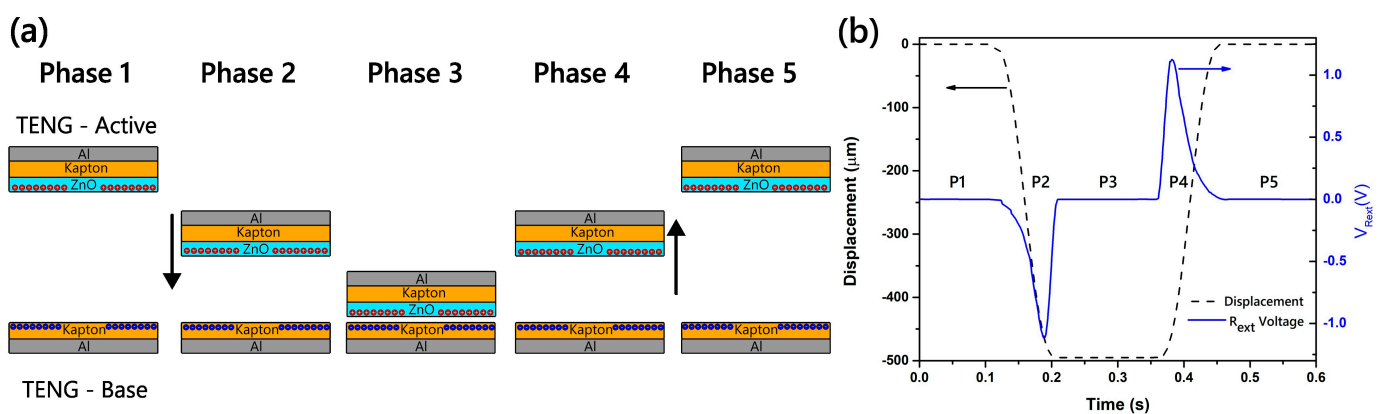 (a)
Phase 1 Phase 2 Phase 3 Phase 4 Phase 5
TENG - Active
Al
Kapton
ZnO
Kapton
Al
Al
Kapton
ZnO
Kapton
Al
Al
Kapton
ZnO
Kapton
Al
Al
Kapton
ZnO
Kapton
Al
Al
Kapton
ZnO
Kapton
Al
TENG - Base
(b)
Displacement (μm)
0
-100
-200
-300
-400
-500
P1 P2 P3 P4 P5
Displacement
Rext Voltage
1.0
0.5
0.0
-0.5
-1.0
VRext(V)
0.0 0.1 0.2 0.3 0.4 0.5 0.6
Time (s)